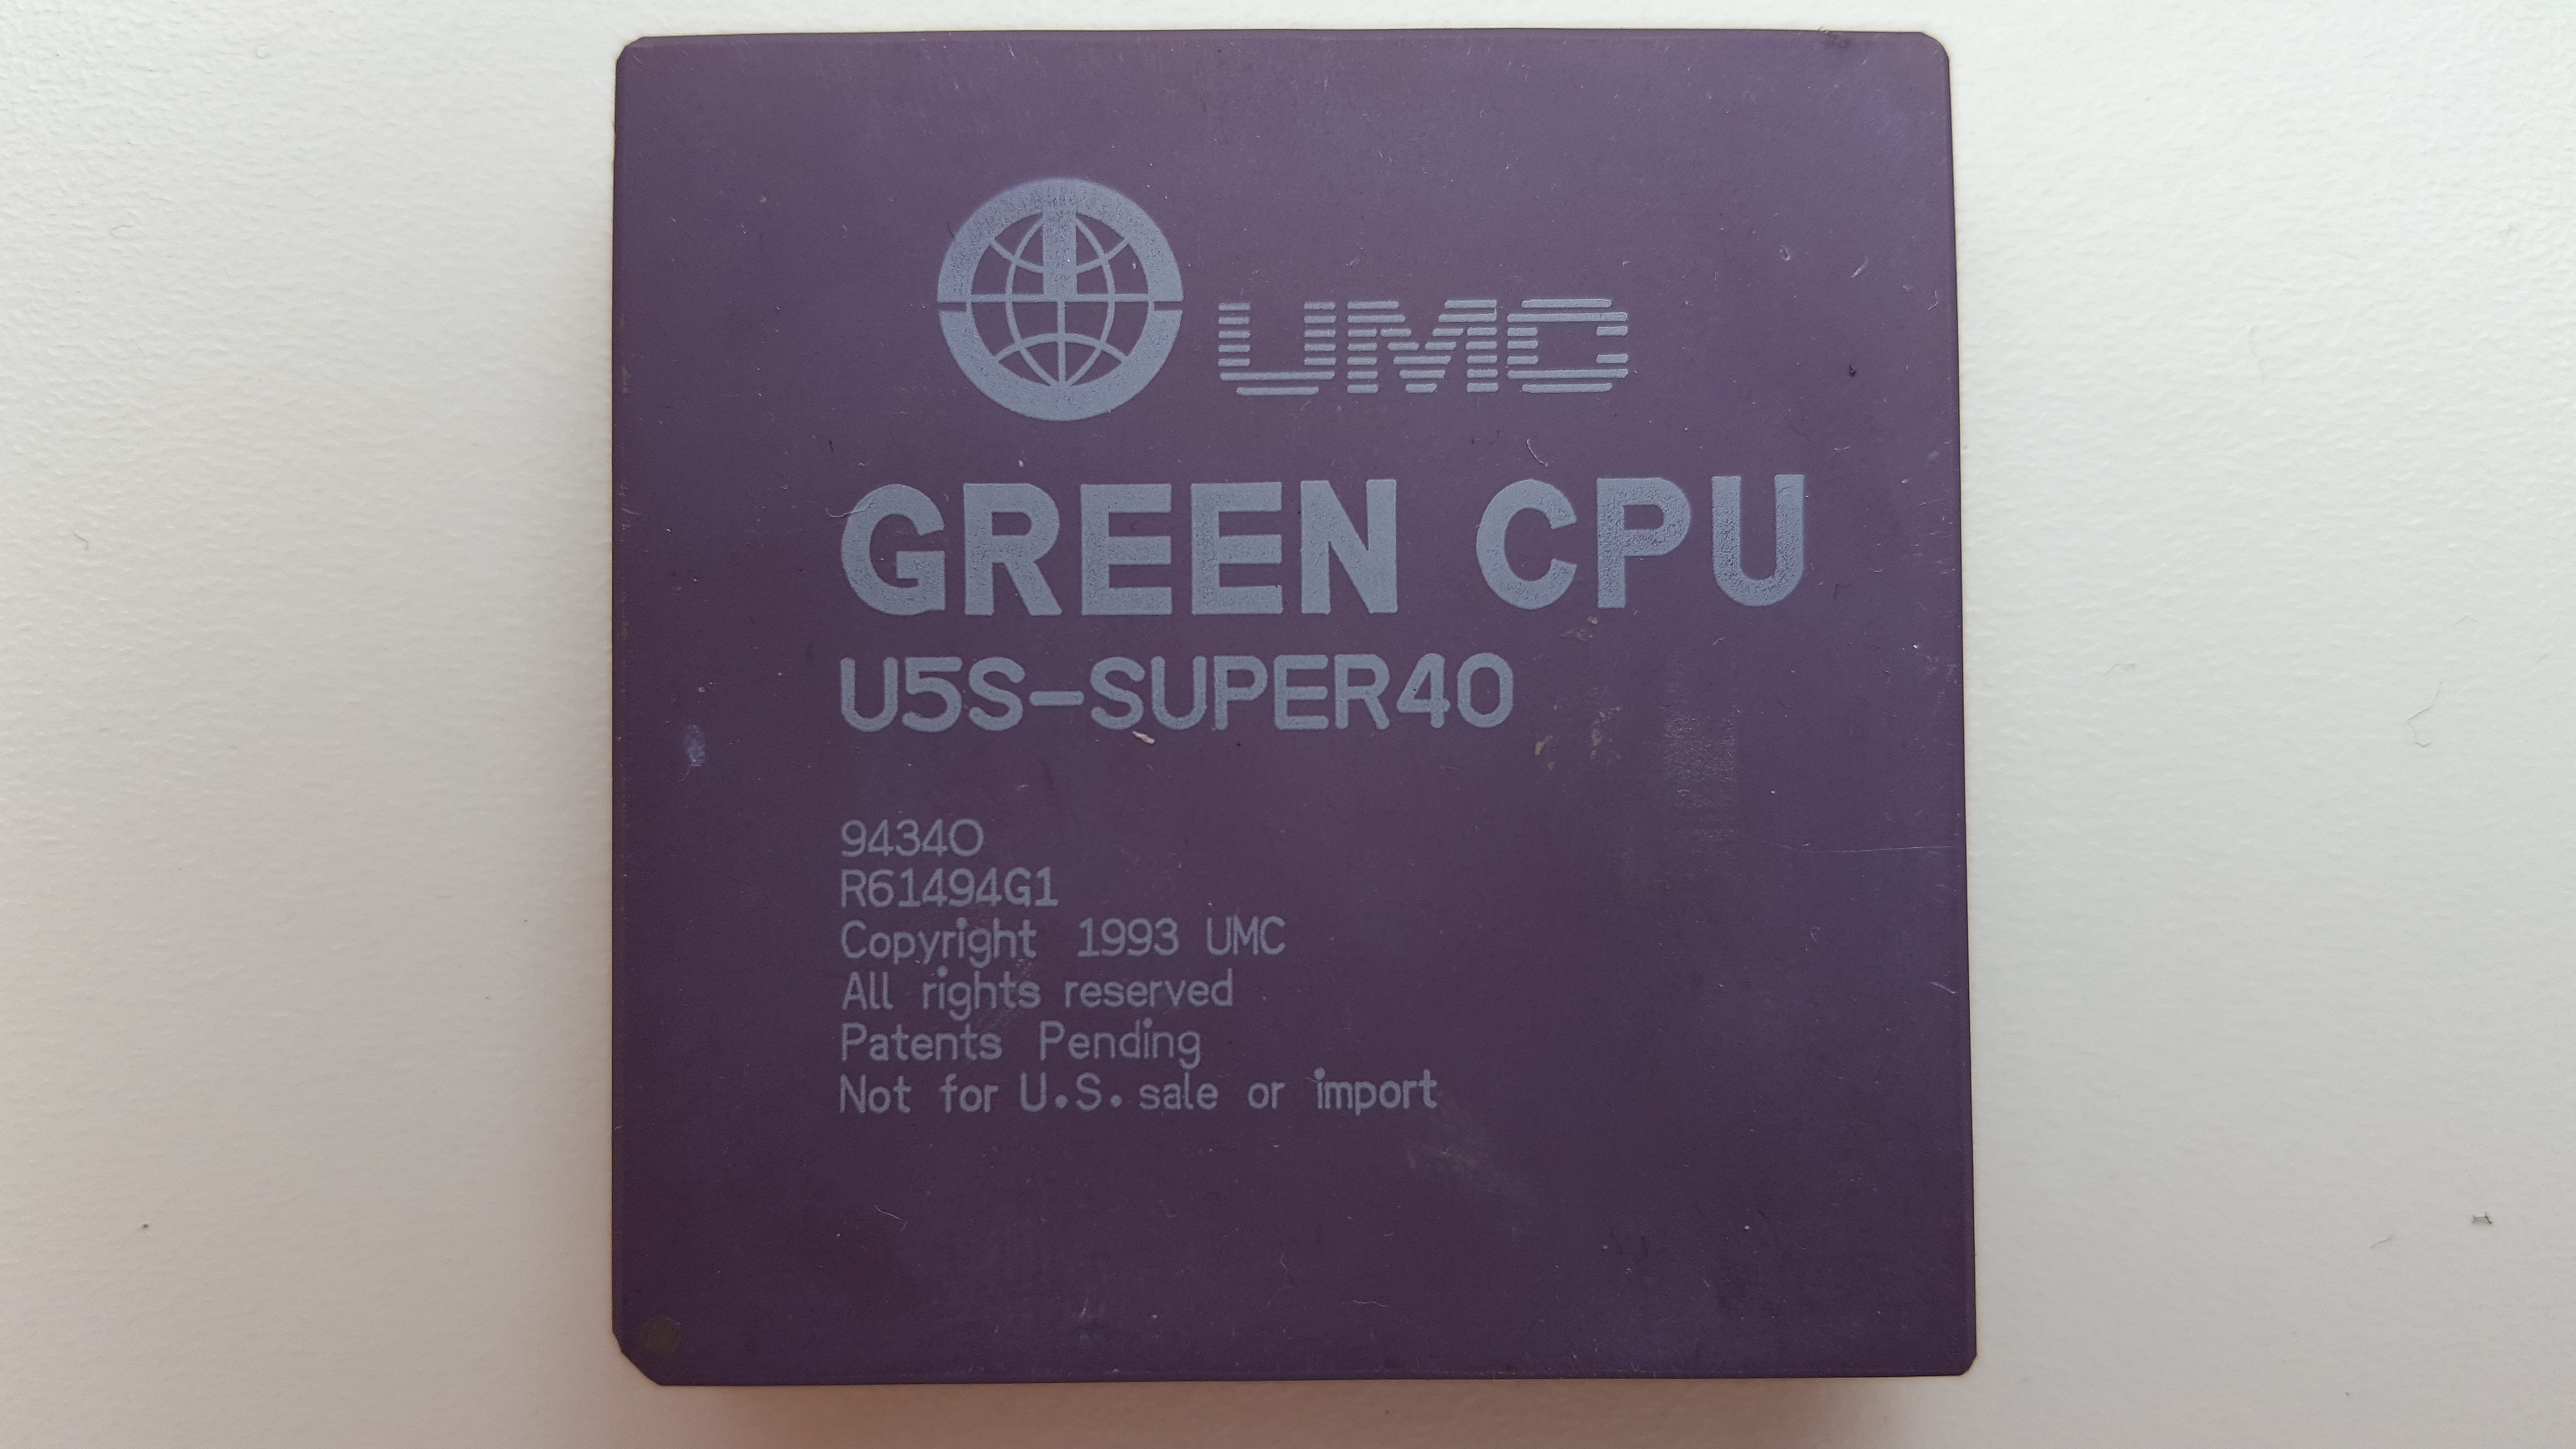 UMC
GREEN CPU
U5S-SUPER40
9434O
R61494G1
Copyright 1993 UMC
All rights reserved
Patents Pending
Not for U.S. sale or import